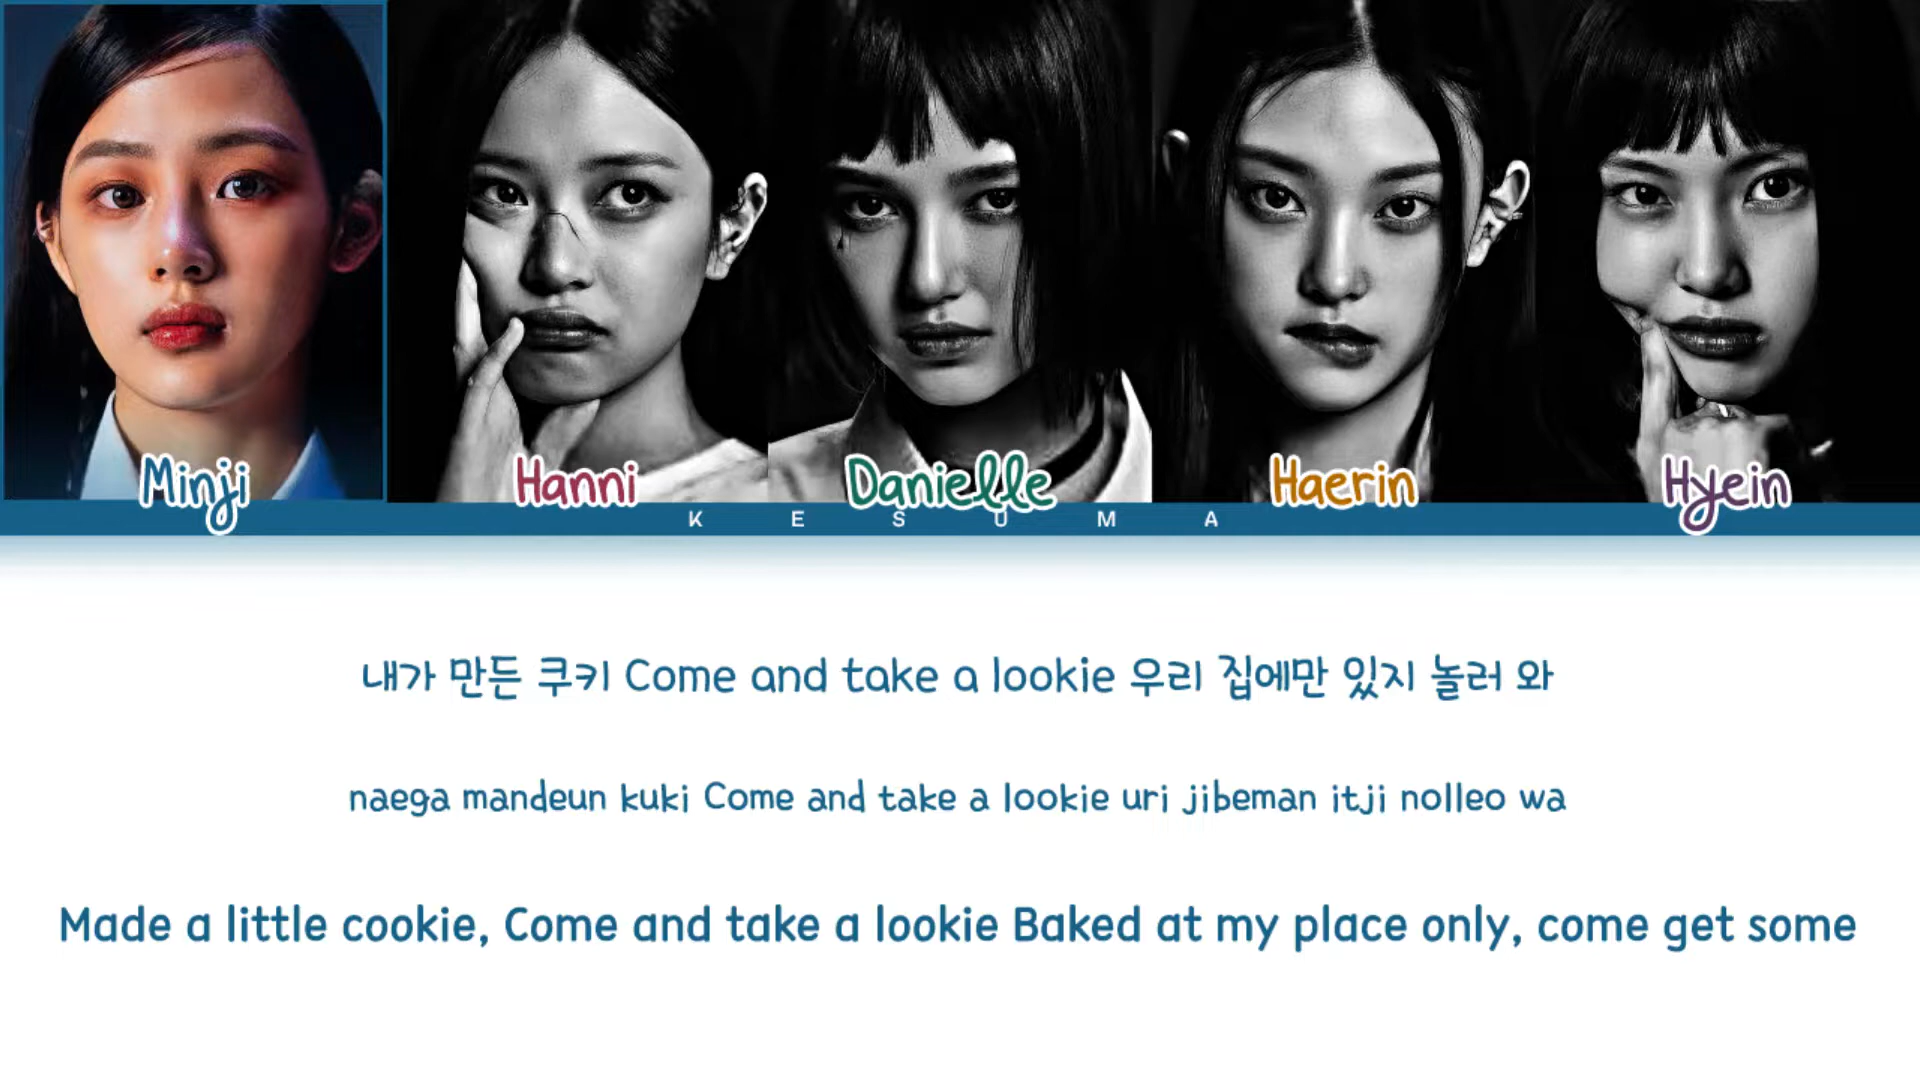 Minji Hanni Danielle Haerin Hyein
K E S U M A
내가 만든 쿠키 Come and take a lookie 우리 집에만 있지 놀러 와
naega mandeun kuki Come and take a lookie uri jibeman itji nolleo wa
Made a little cookie, Come and take a lookie Baked at my place only, come get some